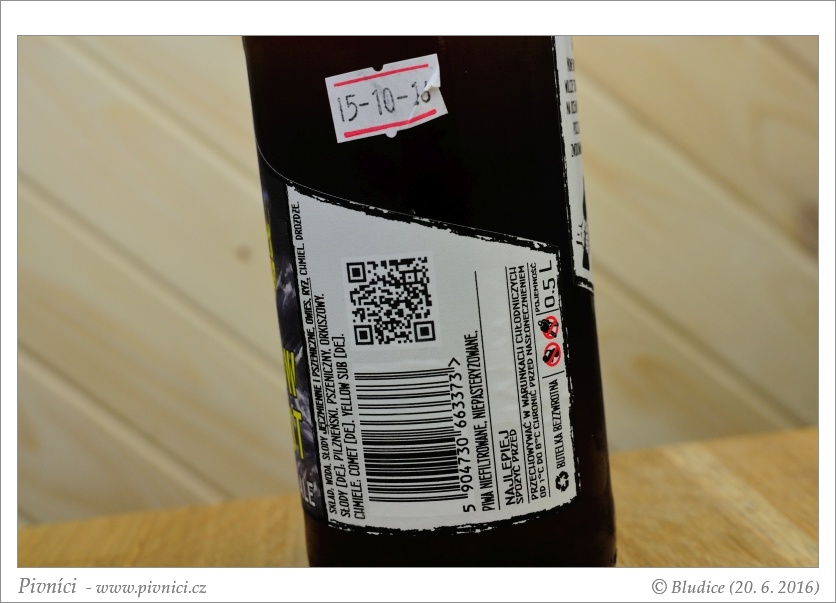 15-10-16
SKŁAD: WODA, SŁODY JĘCZMIENNE I PSZENICZNE, OWIES, RYŻ, CHMIEL, DROŻDŻE.
SŁODY [DE]: PILZNEŃSKI, PSZENICZNY, ORKISZOWY.
CHMIELE: COMET [DE], YELLOW SUB [DE].
5 904730 663373 >
PIWA NIEFILTROWANE, NIEPASTERYZOWANE.
NAJLEPIEJ
SPOŻYĆ PRZED
PRZECHOWYWAĆ W WARUNKACH CHŁODNICZYCH
OD 1°C DO 8°C CHRONIĆ PRZED NASŁONECZNIENIEM
BUTELKA BEZZWROTNA
POJEMNOŚĆ
0.5 L
Pivníci - www.pivnici.cz
© Bludice (20. 6. 2016)